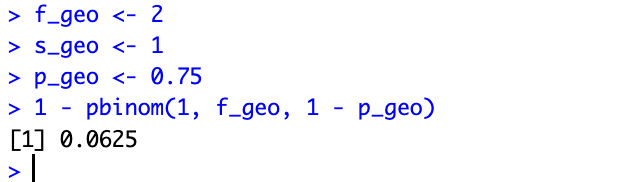 > f_geo <- 2
> s_geo <- 1
> p_geo <- 0.75
> 1 - pbinom(1, f_geo, 1 - p_geo)
[1] 0.0625
>